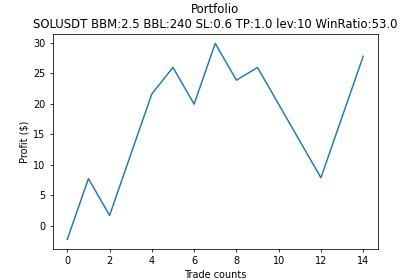 Portfolio
SOLUSDT BBM:2.5 BBL:240 SL:0.6 TP:1.0 lev:10 WinRatio:53.0
30
25
20
15
10
5
0
Profit ($)
0 2 4 6 8 10 12 14
Trade counts